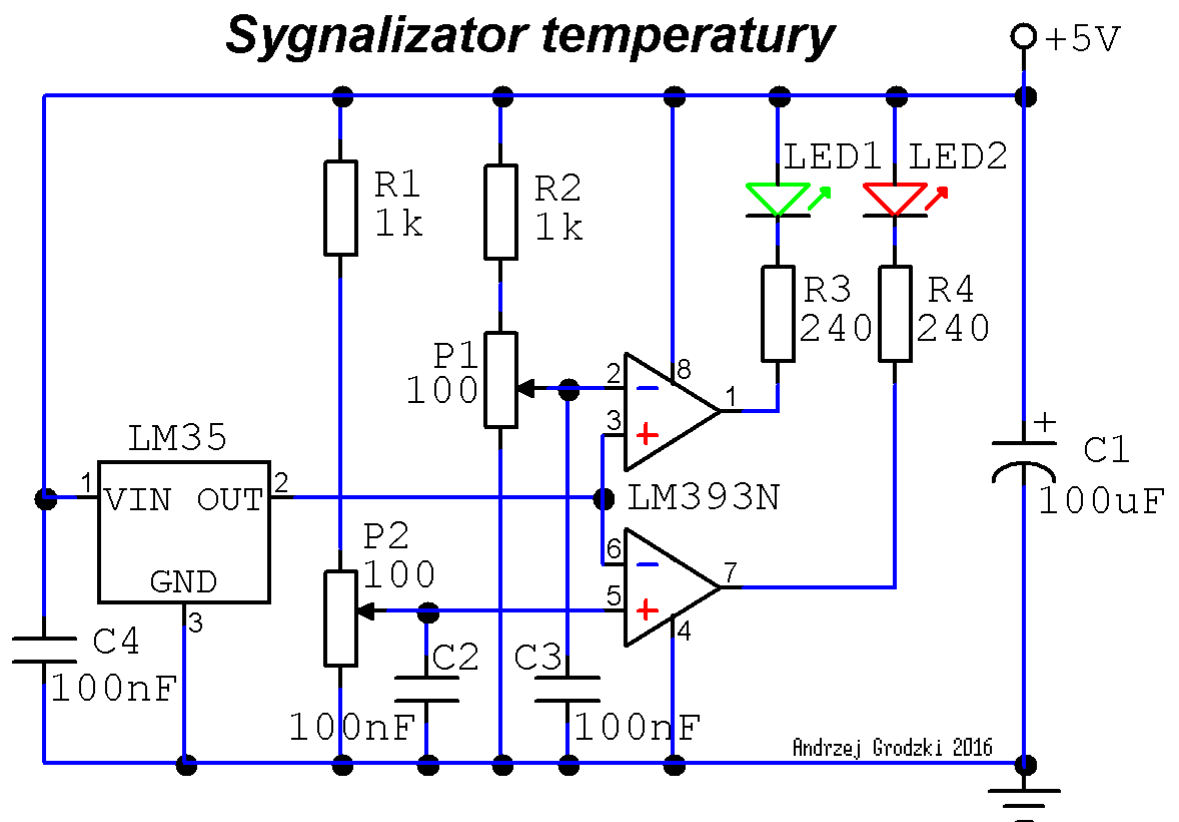 Sygnalizator temperatury
+5V
LED1 LED2
R1
1k
R2
1k
R3
240
R4
240
P1
100
2
-
3
+
8
1
LM35
1
VIN OUT
2
GND
3
LM393N
C1
+
100uF
P2
100
6
-
5
+
7
4
C4
100nF
C2
100nF
C3
100nF
Andrzej Grodzki 2016